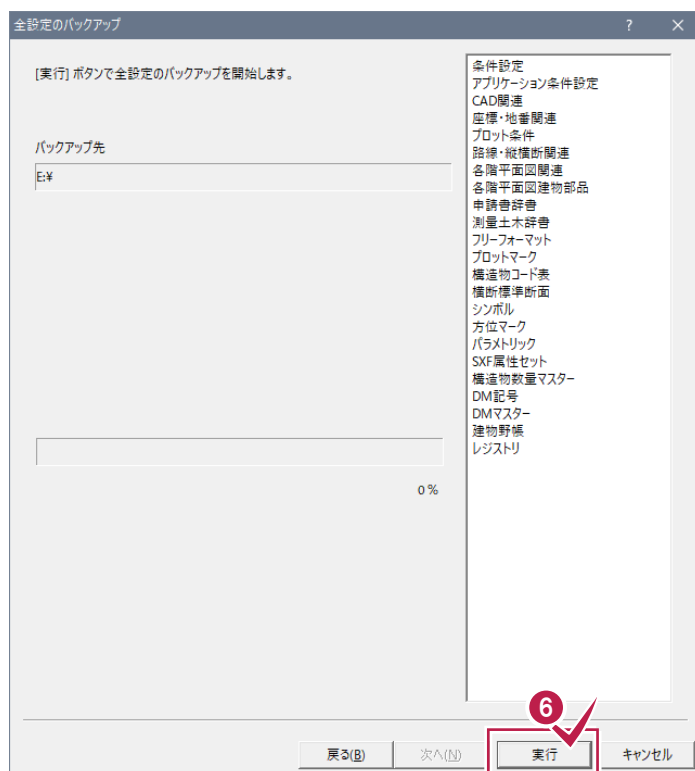 全設定のバックアップ
? ×
[実行] ボタンで全設定のバックアップを開始します。
バックアップ先
E:¥
0 %
条件設定
アプリケーション条件設定
CAD関連
座標・地番関連
プロット条件
路線・縦横断関連
各階平面図関連
各階平面図建物部品
申請書辞書
測量土木辞書
フリーフォーマット
プロットマーク
構造物コード表
横断標準断面
シンボル
方位マーク
パラメトリック
SXF属性セット
構造物数量マスター
DM記号
DMマスター
建物野帳
レジストリ
6
戻る(B) 次へ(N) 実行 キャンセル